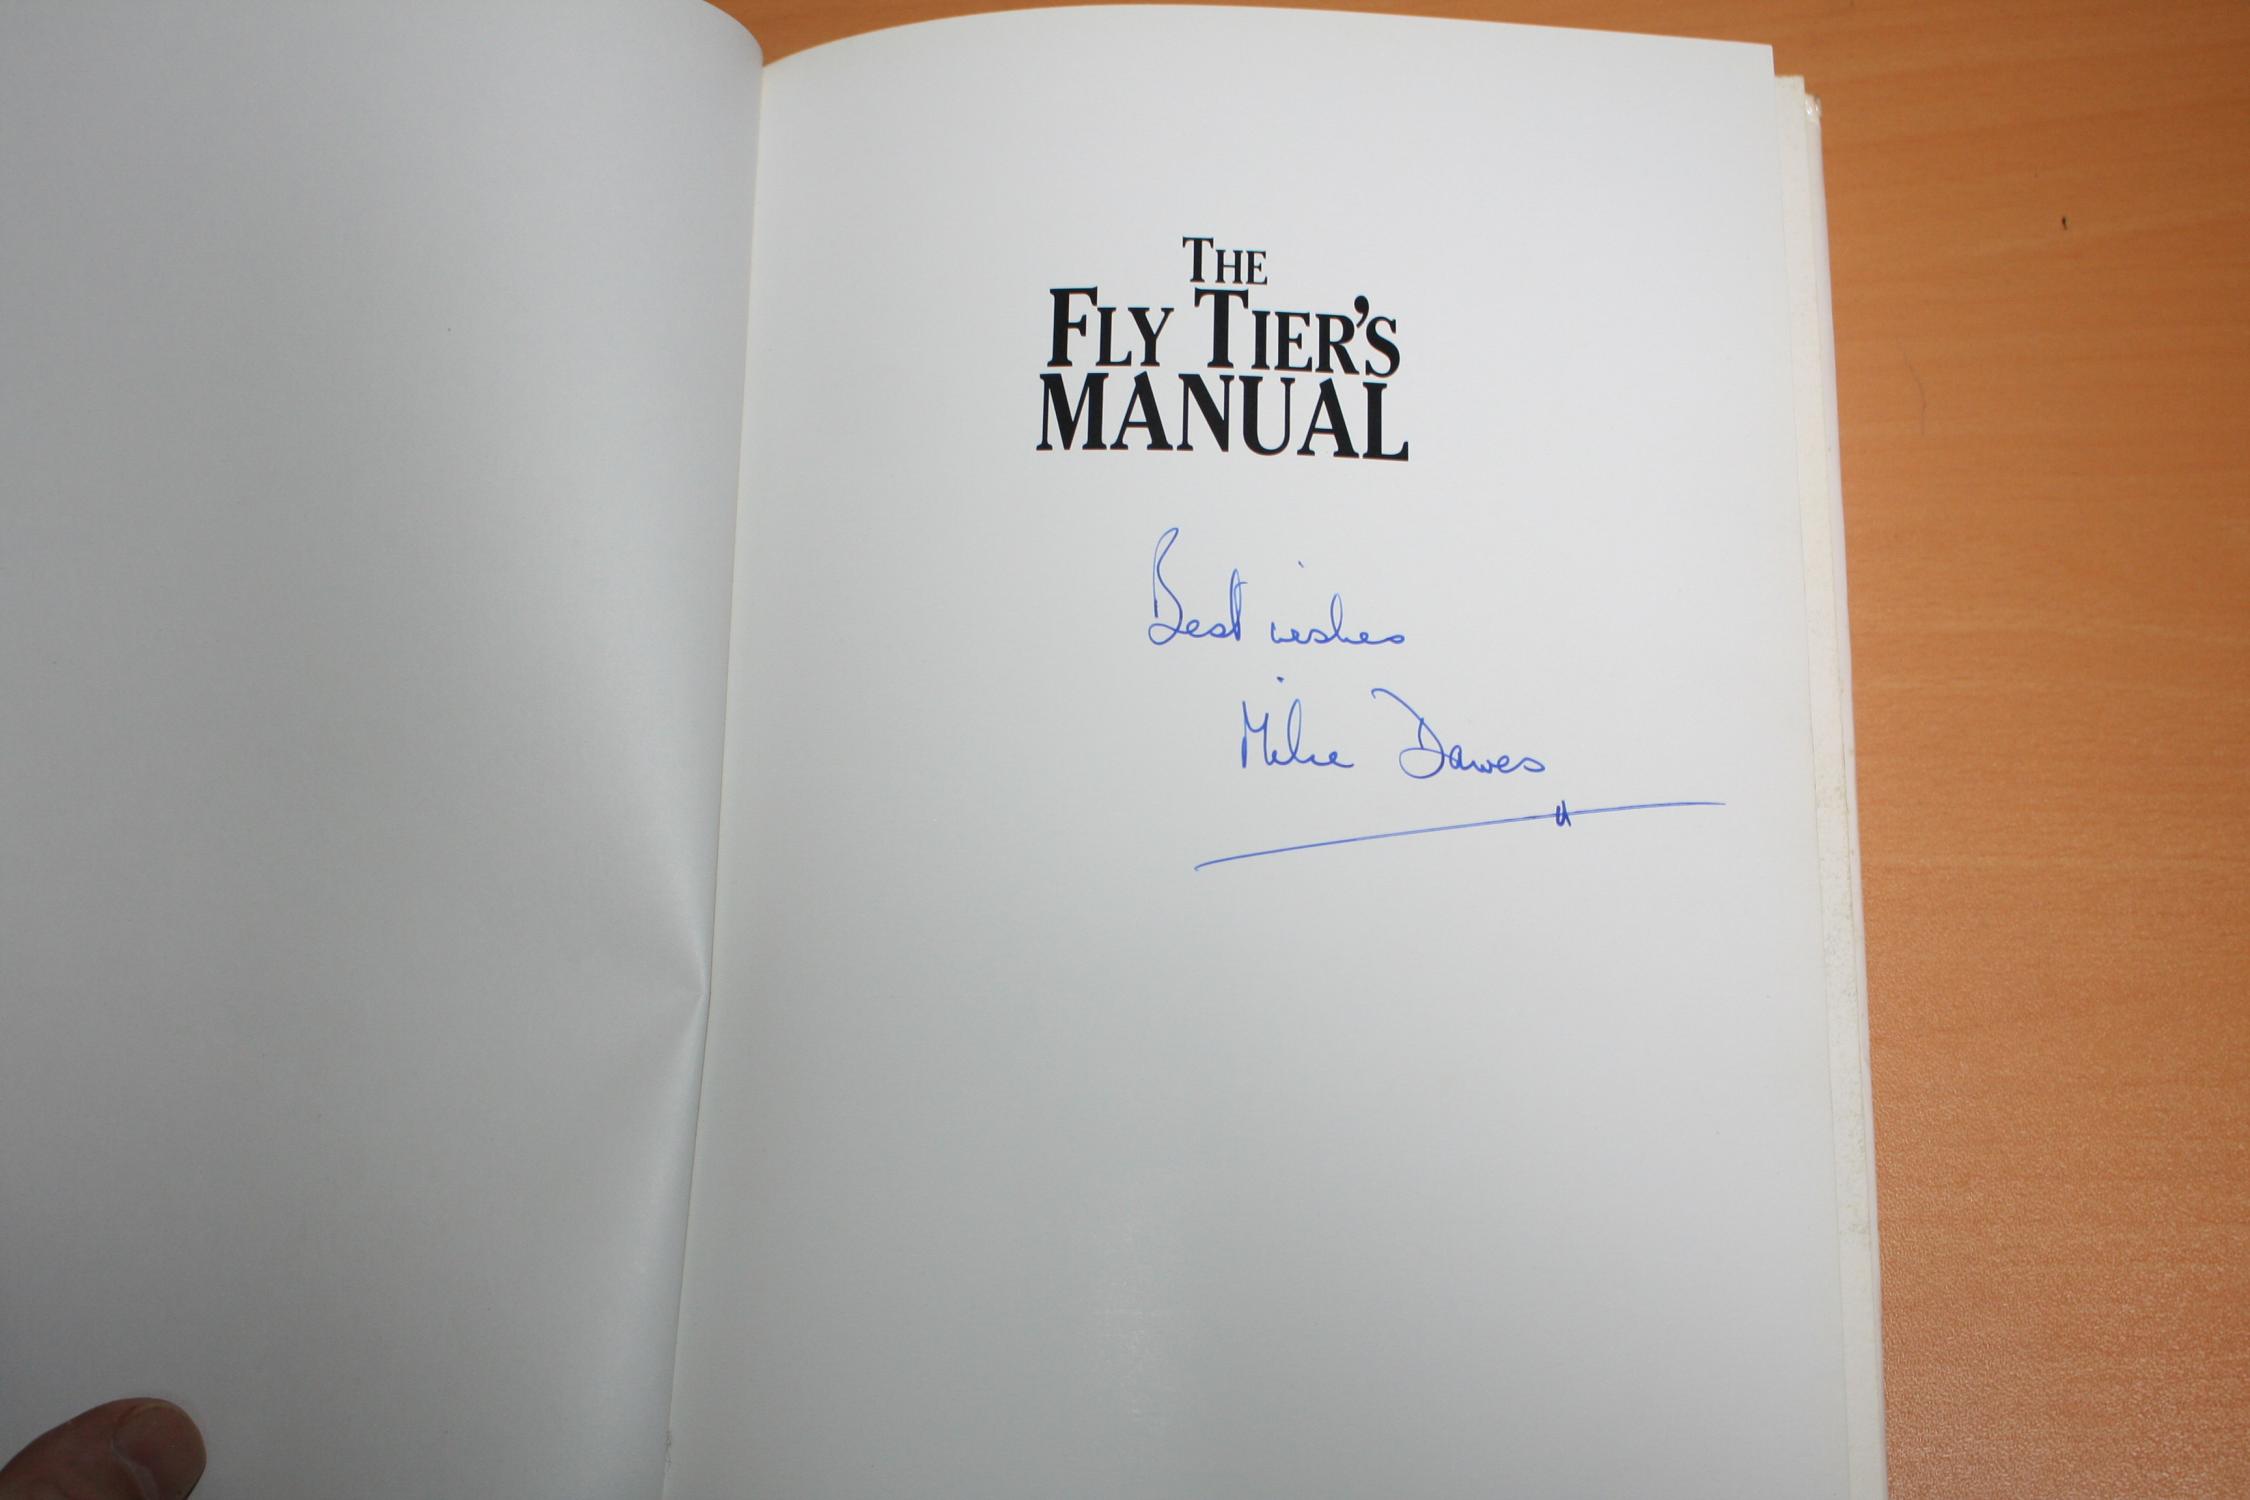 THE
FLY TIER'S
MANUAL
Best wishes
Mike Dawes